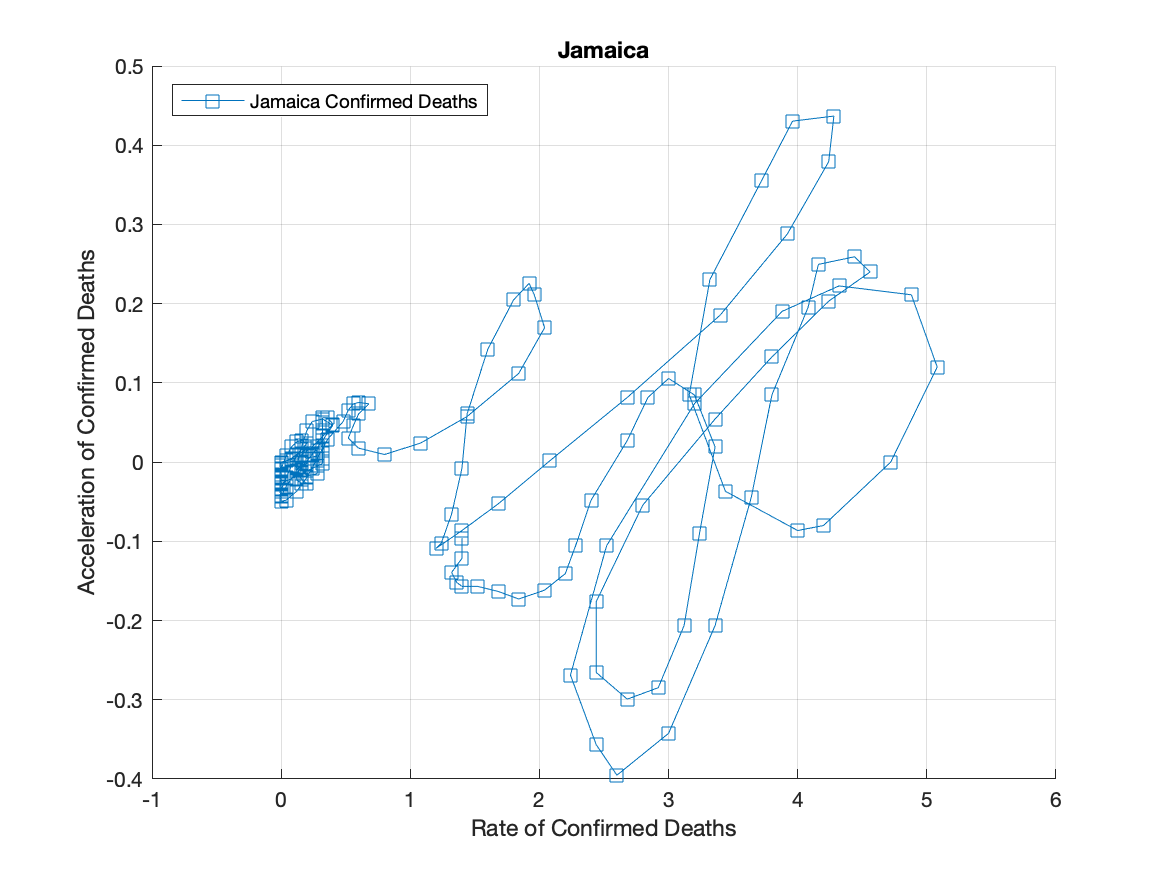 Jamaica
0.5
Jamaica Confirmed Deaths
0.4
0.3
0.2
0.1
0
-0.1
-0.2
-0.3
-0.4
Acceleration of Confirmed Deaths
-1 0 1 2 3 4 5 6
Rate of Confirmed Deaths